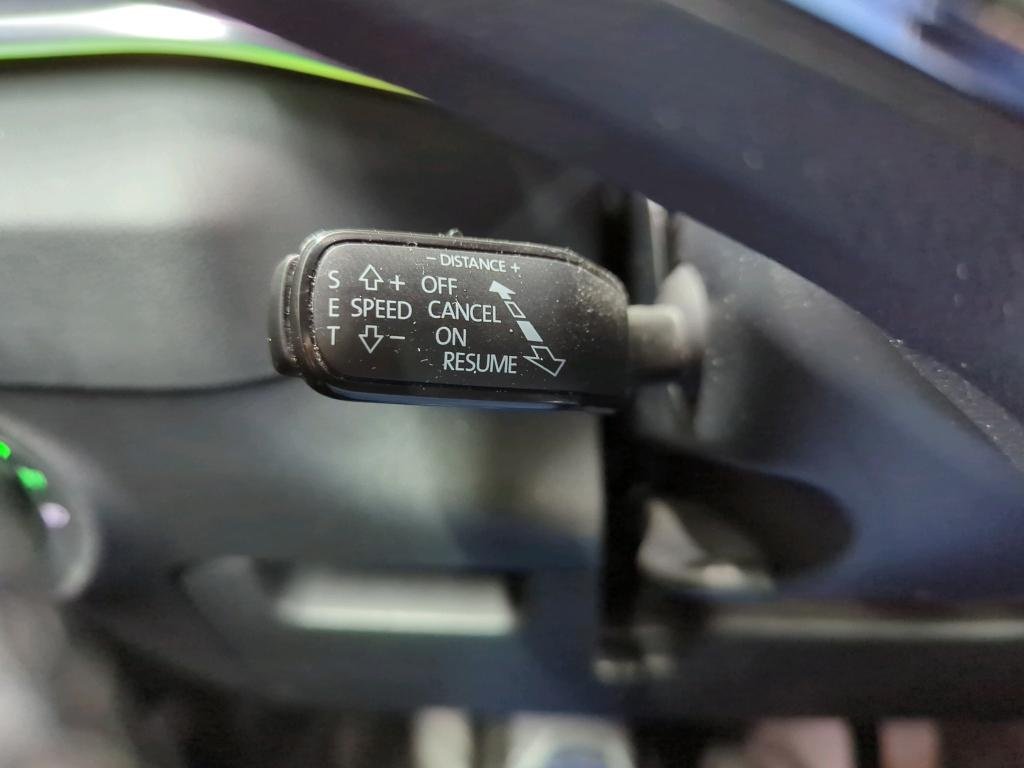 - DISTANCE +
S + OFF
E SPEED CANCEL
T - ON
RESUME